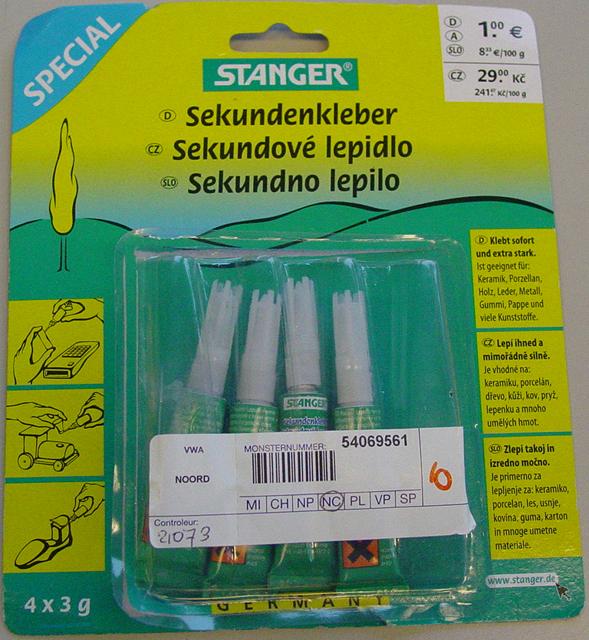 SPECIAL
D 1.00 €
A
SLO 8.33 €/100 g
CZ 29.00 Kč
241.67 Kč/100 g
STANGER®
D Sekundenkleber
CZ Sekundové lepidlo
SLO Sekundno lepilo
D Klebt sofort
und extra stark.
Ist geeignet für:
Keramik, Porzellan,
Holz, Leder, Metall,
Gummi, Pappe und
viele Kunststoffe.
CZ Lepí ihned a
mimořádně silně.
Je vhodné na:
keramiku, porcelán,
dřevo, kůži, kov, pryž,
lepenku a mnoho
umělých hmot.
SLO Zlepi takoj in
izredno močno.
Je primerno za
lepljenje za: keramiko,
porcelan, les, usnje,
kovina, guma, karton
in mnoge umetne
materiale.
STANGER
Sekundenkleber
VWA
NOORD
MONSTERNUMMER:
54069561
MI CH NP NC PL VP SP
6
Controleur:
21073
4 x 3 g
GERMANY
www.stanger.de